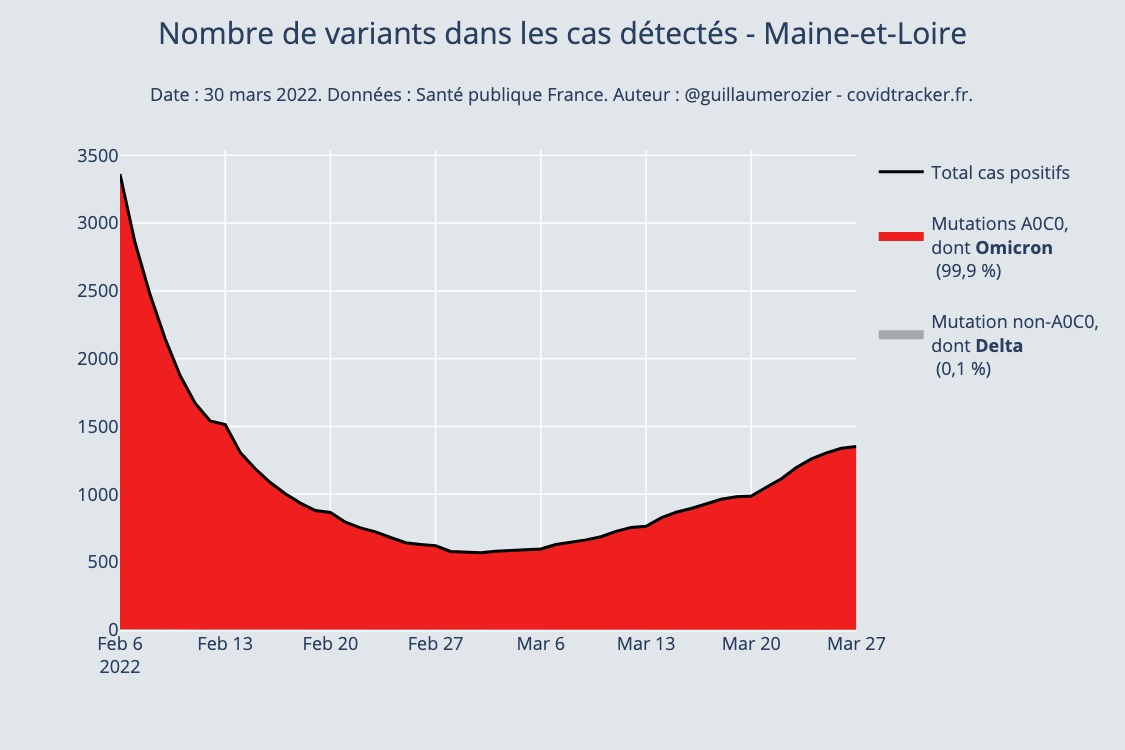 Nombre de variants dans les cas détectés - Maine-et-Loire
Date : 30 mars 2022. Données : Santé publique France. Auteur : @guillaumerozier - covidtracker.fr.
3500
3000
2500
2000
1500
1000
500
0
Feb 6 Feb 13 Feb 20 Feb 27 Mar 6 Mar 13 Mar 20 Mar 27
2022
Total cas positifs
Mutations A0C0,
dont Omicron
(99,9 %)
Mutation non-A0C0,
dont Delta
(0,1 %)